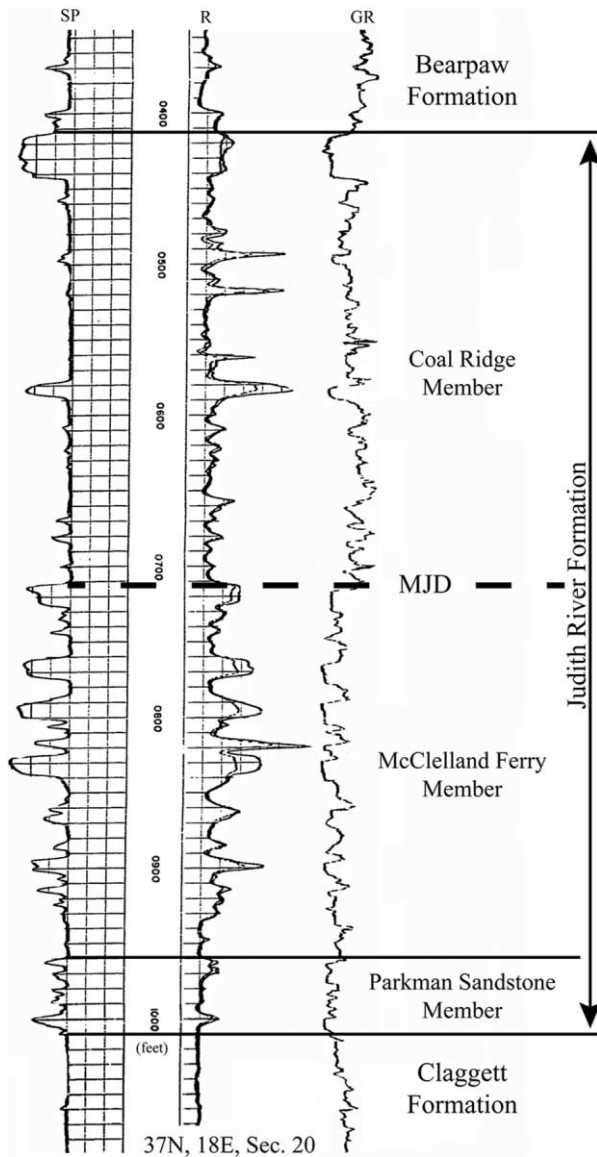 SP R GR
Bearpaw
Formation
0400
0500
Coal Ridge
Member
0600
0700
MJD
Judith River Formation
0800
McClelland Ferry
Member
0900
Parkman Sandstone
Member
1000
(feet)
Claggett
Formation
37N, 18E, Sec. 20